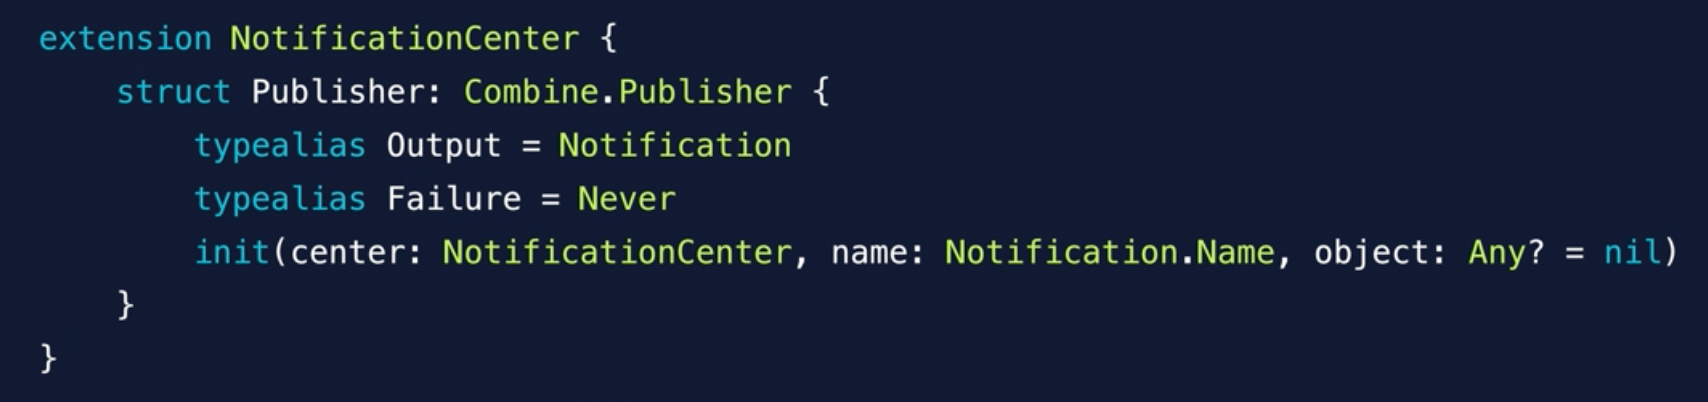 extension NotificationCenter {
    struct Publisher: Combine.Publisher {
        typealias Output = Notification
        typealias Failure = Never
        init(center: NotificationCenter, name: Notification.Name, object: Any? = nil)
    }
}